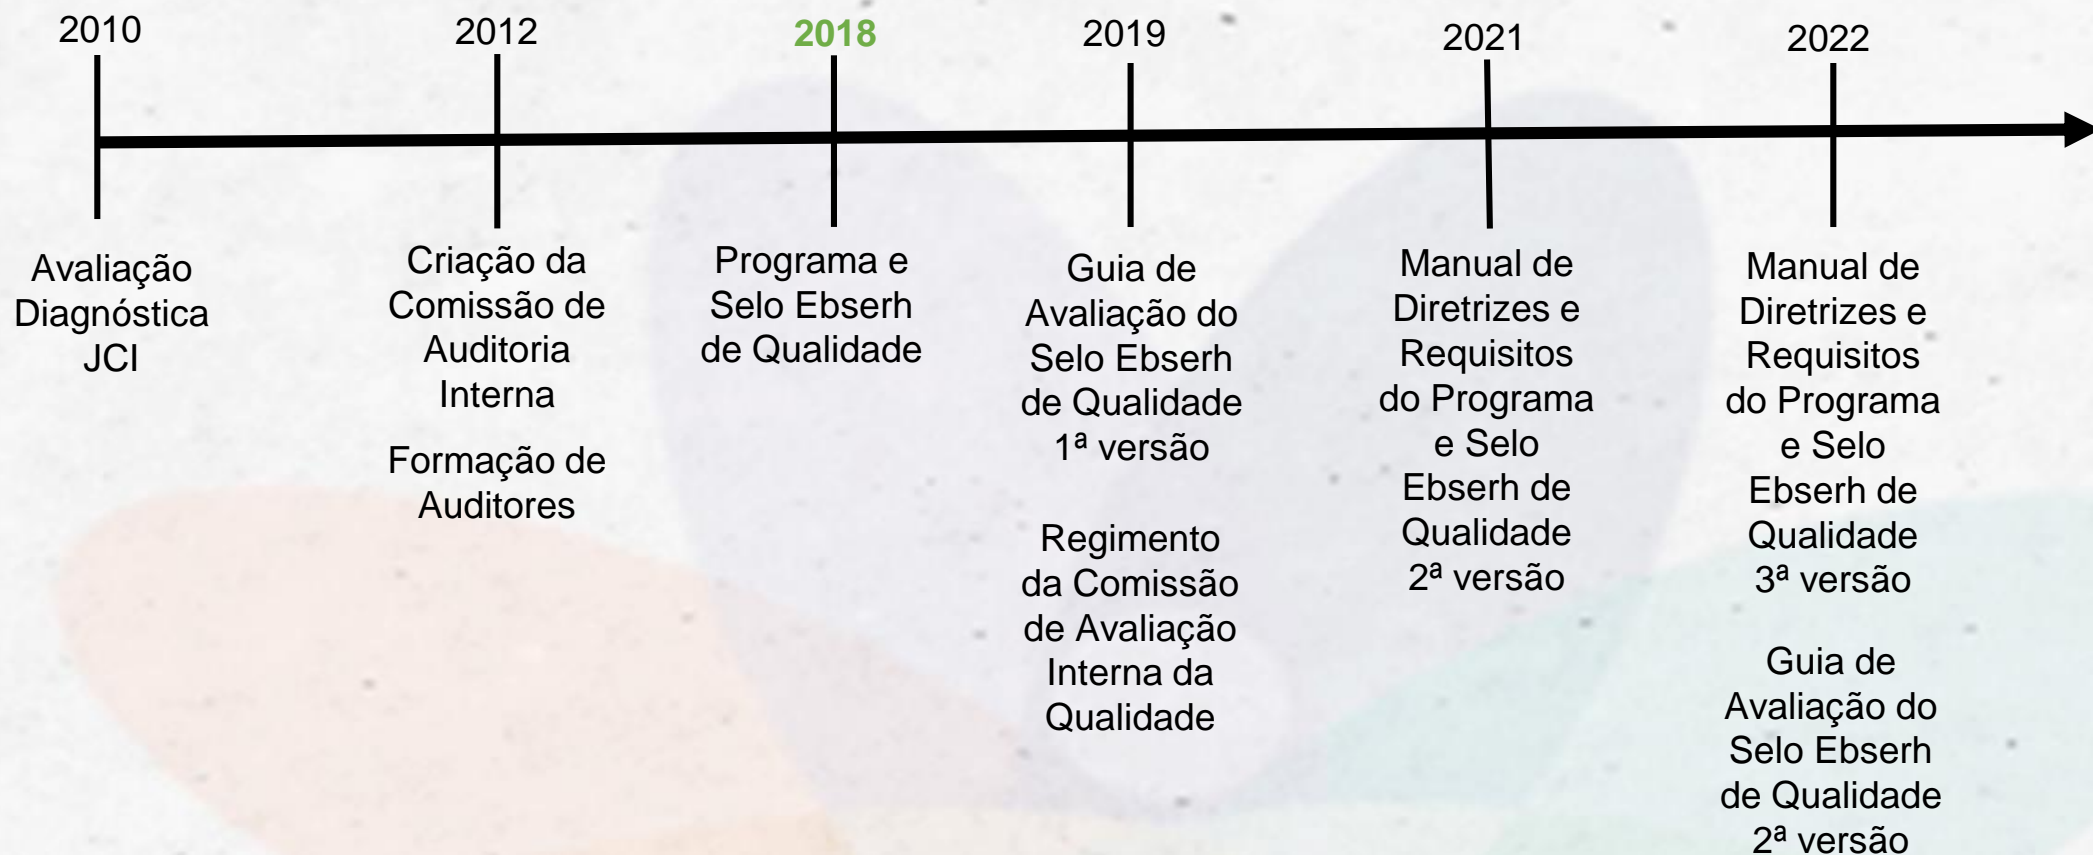 2010
2012
2018
2019
2021
2022
Avaliação
Diagnóstica
JCI
Criação da
Comissão de
Auditoria
Interna
Formação de
Auditores
Programa e
Selo Ebserh
de Qualidade
Guia de
Avaliação do
Selo Ebserh
de Qualidade
1ª versão
Regimento
da Comissão
de Avaliação
Interna da
Qualidade
Manual de
Diretrizes e
Requisitos
do Programa
e Selo
Ebserh de
Qualidade
2ª versão
Manual de
Diretrizes e
Requisitos
do Programa
e Selo
Ebserh de
Qualidade
3ª versão
Guia de
Avaliação do
Selo Ebserh
de Qualidade
2ª versão